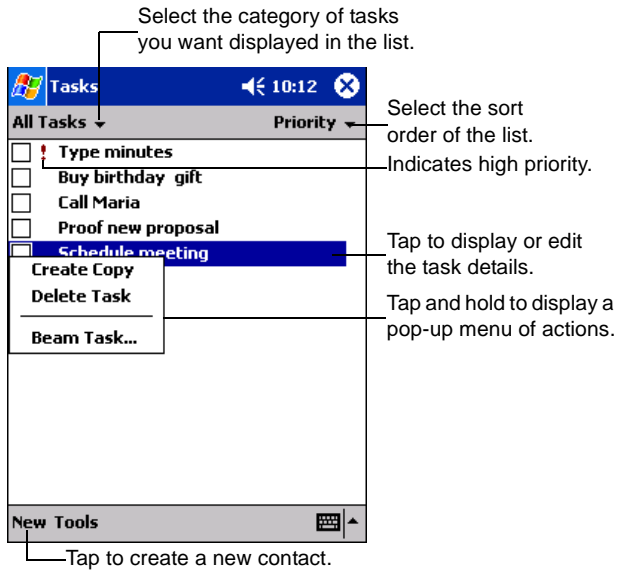 Select the category of tasks
you want displayed in the list.
Tasks 10:12
All Tasks Priority
Select the sort
order of the list.
! Type minutes
Indicates high priority.
Buy birthday gift
Call Maria
Proof new proposal
Schedule meeting
Tap to display or edit
the task details.
Create Copy
Delete Task
Beam Task...
Tap and hold to display a
pop-up menu of actions.
New Tools
Tap to create a new contact.